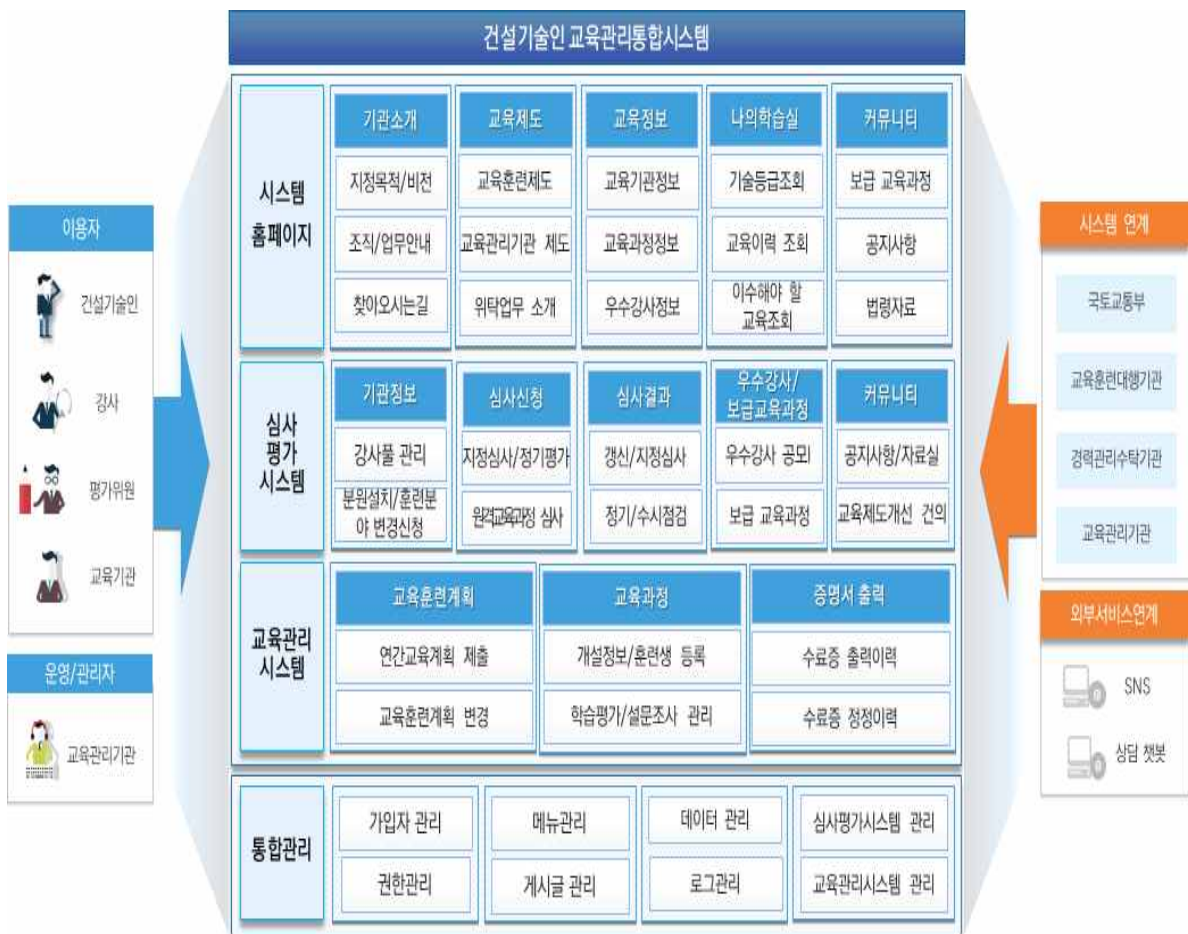 건설기술인 교육관리통합시스템
이용자
건설기술인
강사
평가위원
교육기관
운영/관리자
교육관리기관
시스템
홈페이지
기관소개
지정목적/비전
조직/업무안내
찾아오시는길
교육제도
교육훈련제도
교육관리기관 제도
위탁업무 소개
교육정보
교육기관정보
교육과정정보
우수강사정보
나의학습실
기술등급조회
교육이력 조회
이수해야 할
교육조회
커뮤니티
보급 교육과정
공지사항
법령자료
심사
평가
시스템
기관정보
강사풀 관리
분원설치/훈련분
야 변경신청
심사신청
지정심사/정기평가
원격교육과정 심사
심사결과
갱신/지정심사
정기/수시점검
우수강사/
보급교육과정
우수강사 공모
보급 교육과정
커뮤니티
공지사항/자료실
교육제도개선 건의
교육관리
시스템
교육훈련계획
연간교육계획 제출
교육훈련계획 변경
교육과정
개설정보/훈련생 등록
학습평가/설문조사 관리
증명서 출력
수료증 출력이력
수료증 정정이력
통합관리
가입자 관리
권한관리
메뉴관리
게시글 관리
데이터 관리
로그관리
심사평가시스템 관리
교육관리시스템 관리
시스템 연계
국토교통부
교육훈련대행기관
경력관리수탁기관
교육관리기관
외부서비스연계
SNS
상담 챗봇